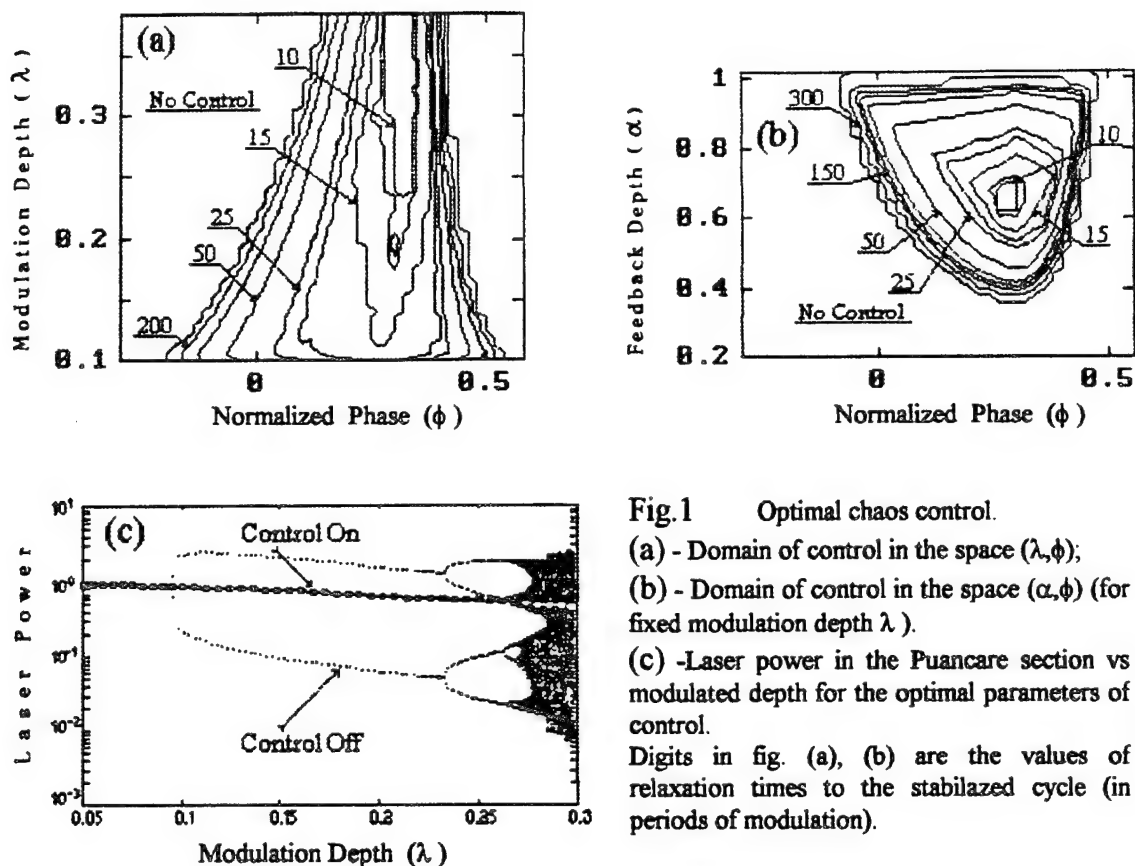 (a)
Modulation Depth (λ)
0.3
0.2
0.1
No Control
10
15
25
50
200
0
0.5
Normalized Phase (ϕ)
(b)
Feedback Depth (α)
1
0.8
0.6
0.4
0.2
300
150
50
25
10
15
No Control
0
0.5
Normalized Phase (ϕ)
(c)
Laser Power
10¹
10⁰
10⁻¹
10⁻²
10⁻³
Control On
Control Off
0.05
0.1
0.15
0.2
0.25
0.3
Modulation Depth (λ)
Fig.1 Optimal chaos control.
(a) - Domain of control in the space (λ,ϕ);
(b) - Domain of control in the space (α,ϕ) (for
fixed modulation depth λ ).
(c) -Laser power in the Puancare section vs
modulated depth for the optimal parameters of
control.
Digits in fig. (a), (b) are the values of
relaxation times to the stabilazed cycle (in
periods of modulation).